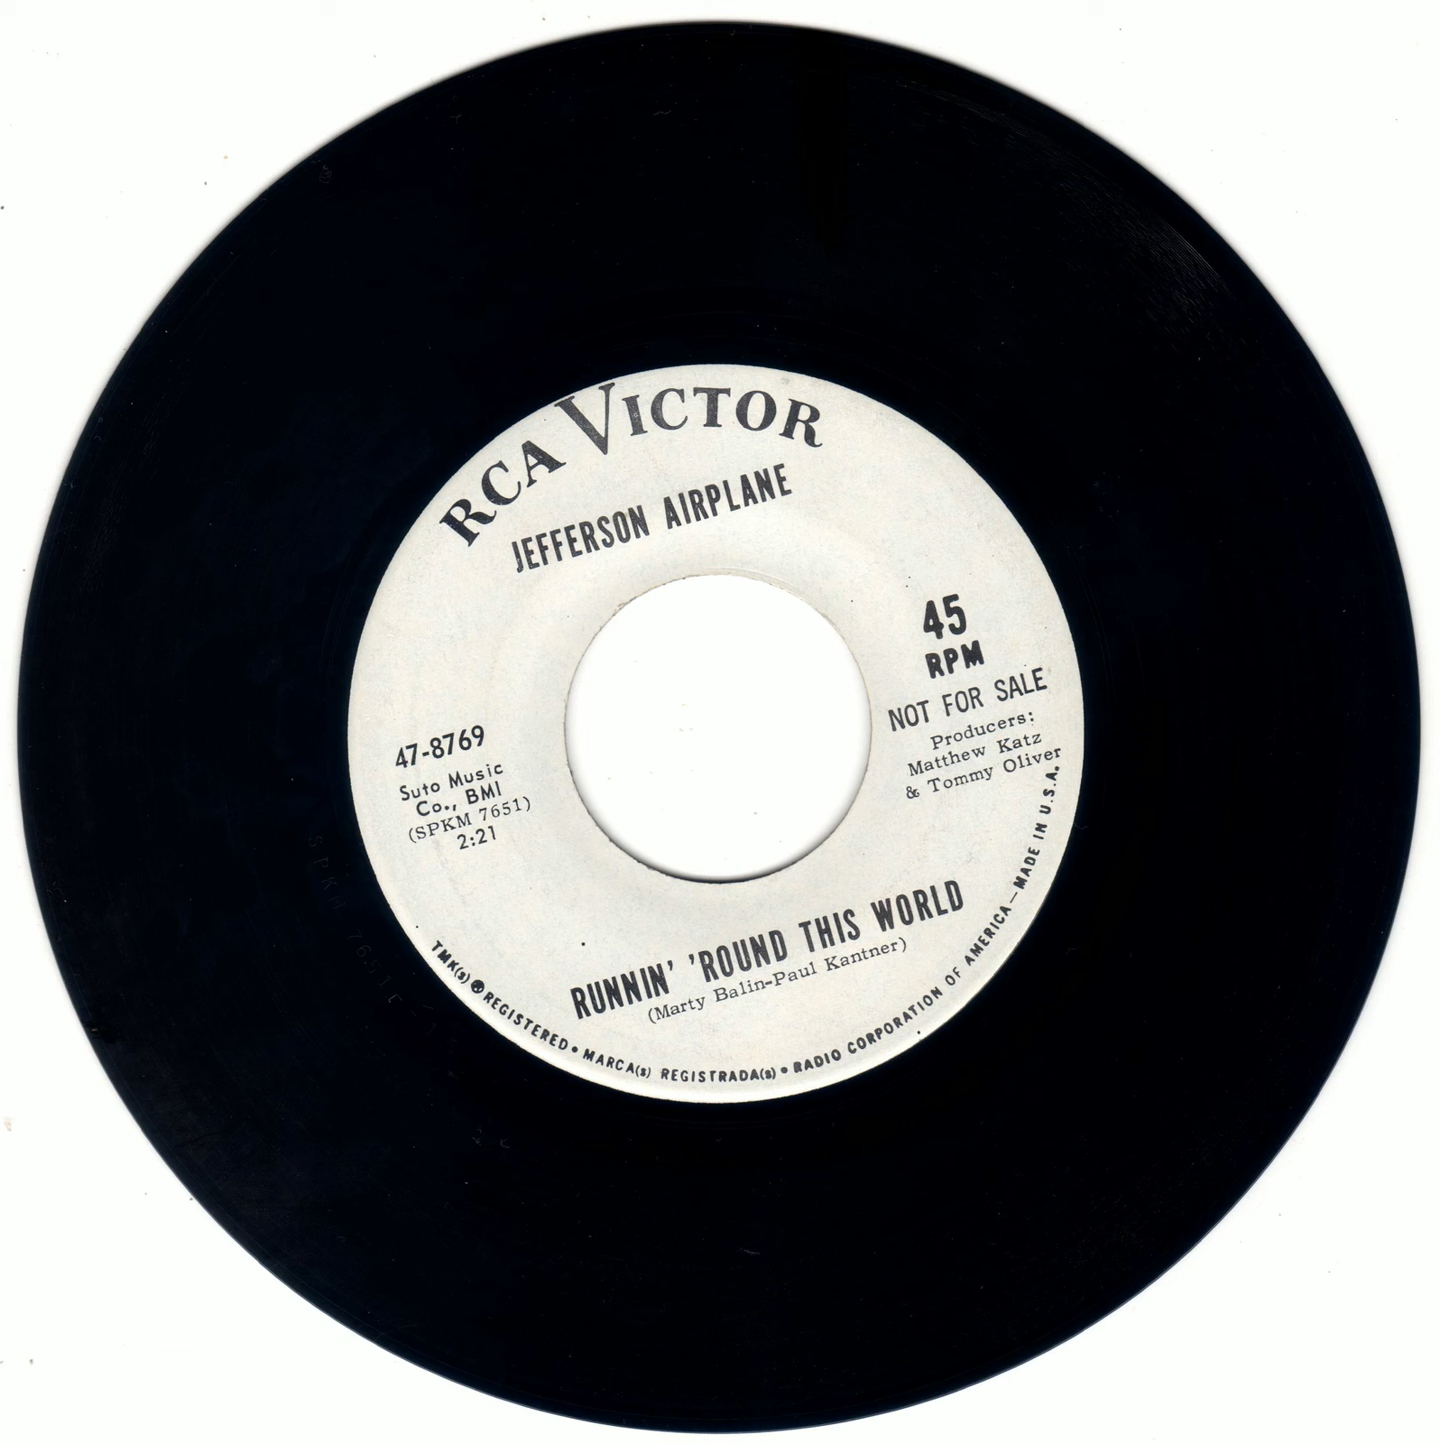 RCA VICTOR
JEFFERSON AIRPLANE
45
RPM
NOT FOR SALE
Producers:
Matthew Katz
& Tommy Oliver
47-8769
Suto Music
Co., BMI
(SPKM 7651)
2:21
RUNNIN' 'ROUND THIS WORLD
(Marty Balin-Paul Kantner)
TMK(s) ® REGISTERED • MARCA(s) REGISTRADA(s) • RADIO CORPORATION OF AMERICA—MADE IN U.S.A.